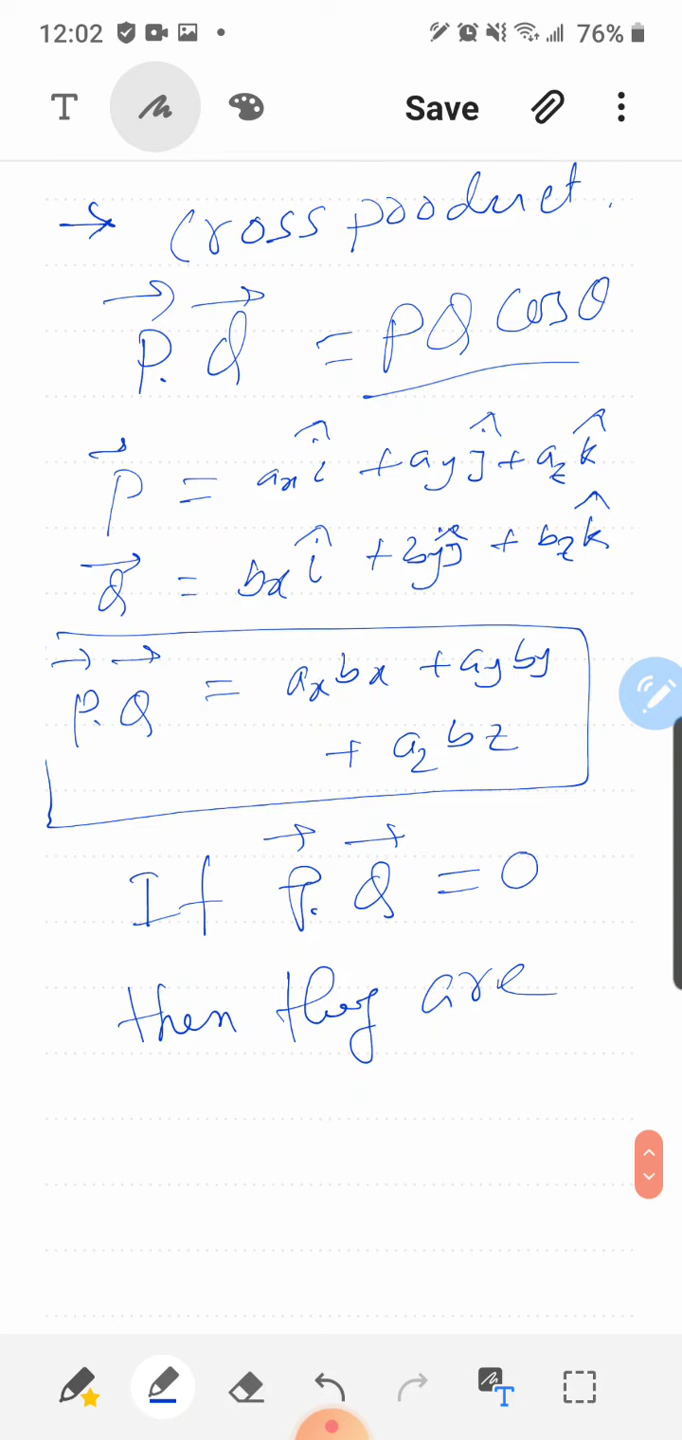 12:02 76%
T Save
→ Cross pooduct.
P⃗. Q⃗ = PQ Cosθ
P⃗ = axî + ayĵ + azk̂
Q⃗ = bxî + byĵ + bzk̂
P⃗. Q⃗ = axbx + ayby
+ azbz
If P⃗. Q⃗ = 0
then they are
T